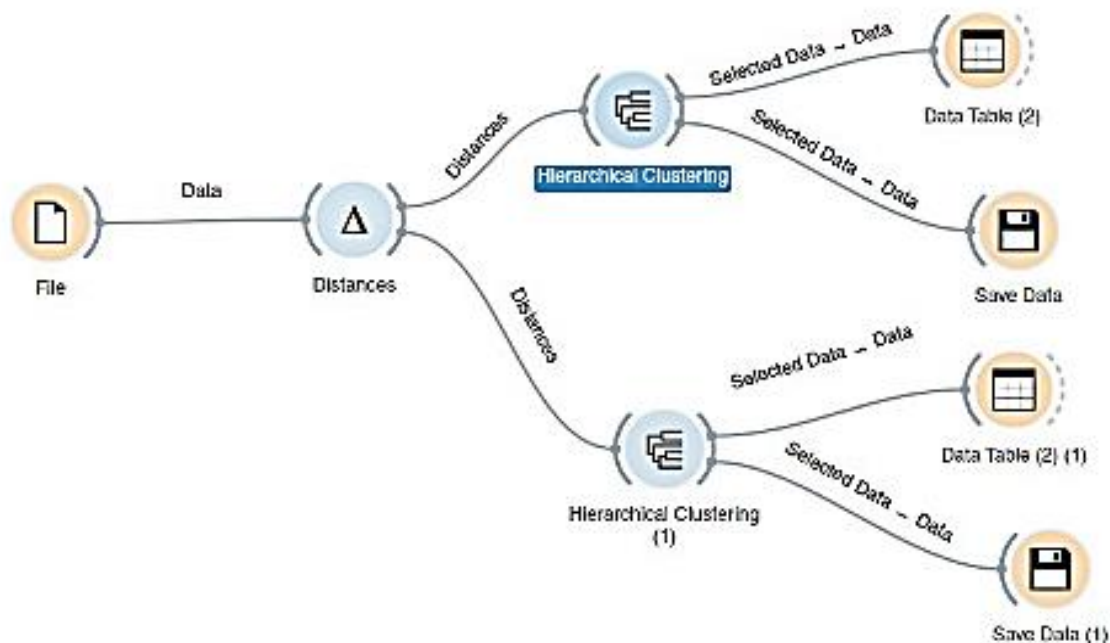 Selected Data → Data
Data Table (2)
Distances
Hierarchical Clustering
Selected Data → Data
Data
File
Distances
Save Data
Distances
Selected Data → Data
Data Table (2) (1)
Hierarchical Clustering
(1)
Selected Data → Data
Save Data (1)